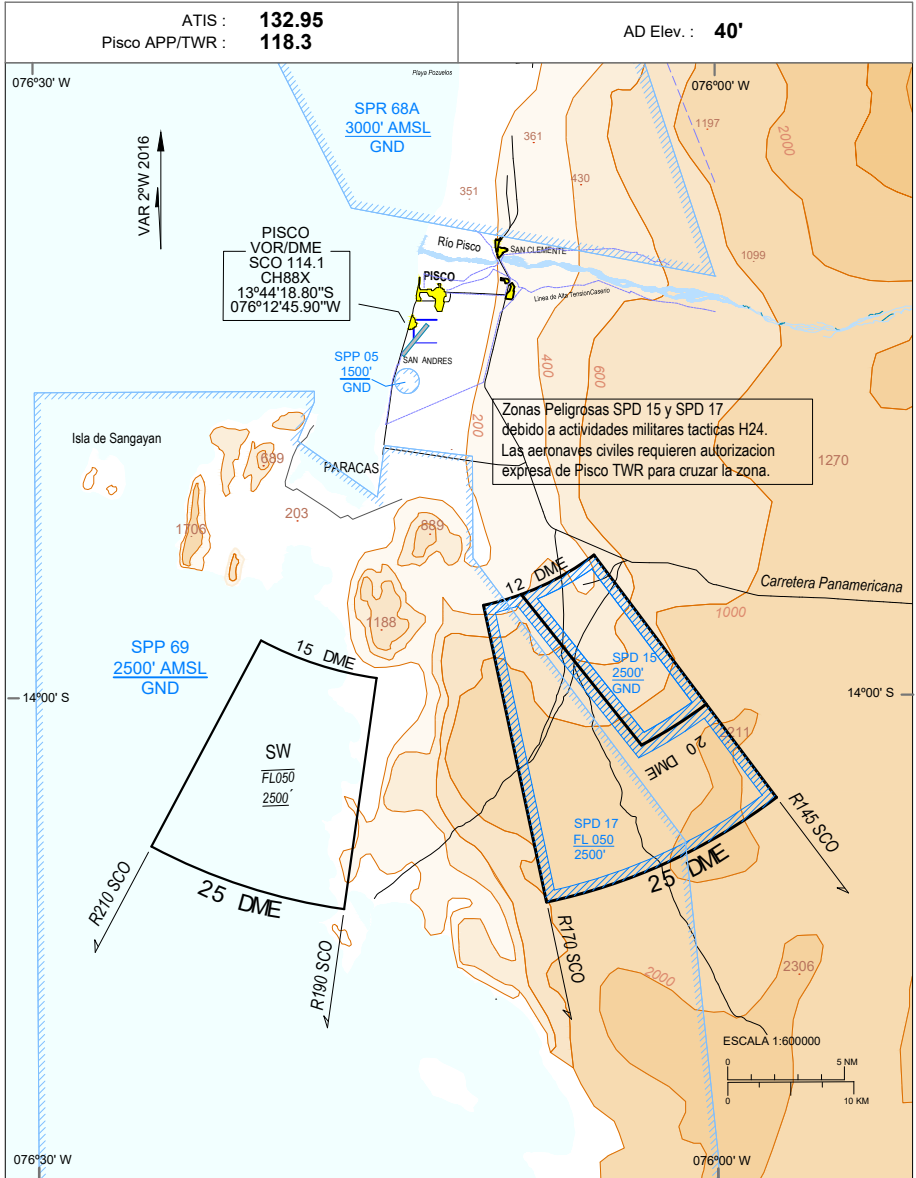 ATIS : 132.95
Pisco APP/TWR : 118.3
AD Elev. : 40'
076º30' W
Playa Pozuelos
076º00' W
SPR 68A
3000' AMSL
GND
1197
2000
361
430
351
VAR 2ºW 2016
PISCO
VOR/DME
SCO 114.1
CH88X
13º44'18.80"S
076º12'45.90"W
Río Pisco
SAN CLEMENTE
1099
PISCO
Linea de Alta TensionCaserio
SPP 05
1500'
GND
SAN ANDRES
400
600
200
Zonas Peligrosas SPD 15 y SPD 17
debido a actividades militares tacticas H24.
Las aeronaves civiles requieren autorizacion
expresa de Pisco TWR para cruzar la zona.
Isla de Sangayan
689
PARACAS
1270
203
1706
889
12 DME
Carretera Panamericana
1000
1188
SPP 69
2500' AMSL
GND
15 DME
SPD 15
2500'
GND
14º00' S
14º00' S
1211
20 DME
SW
FL050
2500'
R145 SCO
SPD 17
FL 050
2500'
25 DME
25 DME
R210 SCO
R190 SCO
R170 SCO
2000
2306
ESCALA 1:600000
0 5 NM
0 10 KM
076º30' W
076º00' W